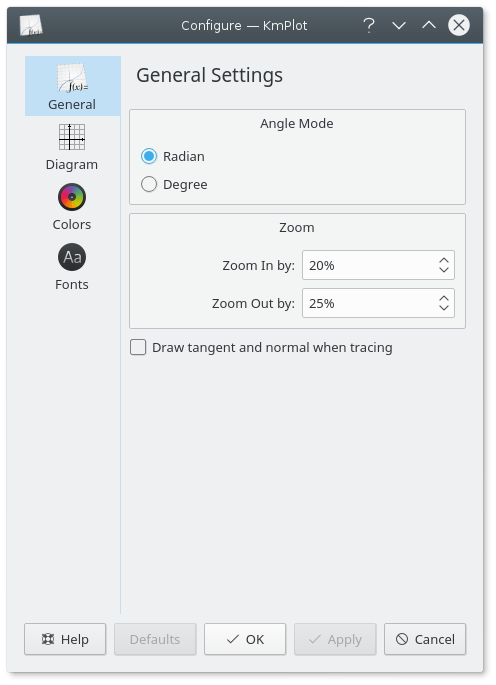 Configure — KmPlot
f(x)=
General
Diagram
Colors
Aa
Fonts
General Settings
Angle Mode
Radian
Degree
Zoom
Zoom In by: 20%
Zoom Out by: 25%
Draw tangent and normal when tracing
Help Defaults OK Apply Cancel